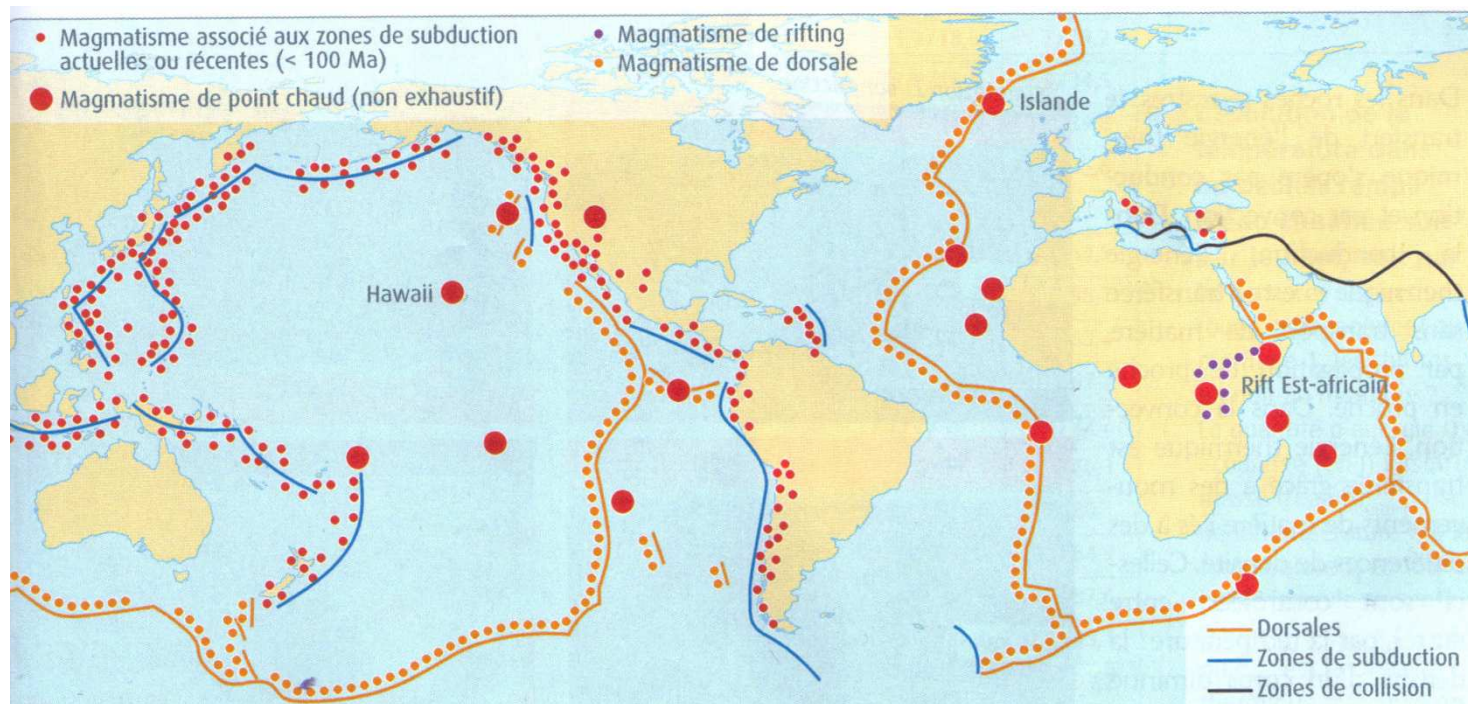 Magmatisme associé aux zones de subduction
actuelles ou récentes (< 100 Ma)
Magmatisme de point chaud (non exhaustif)
Magmatisme de rifting
Magmatisme de dorsale
Islande
Hawaii
Rift Est-africain
Dorsales
Zones de subduction
Zones de collision